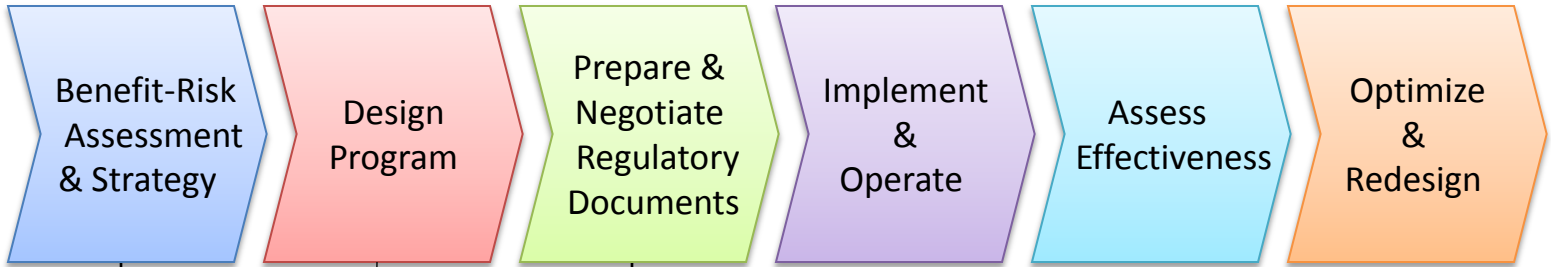 Benefit-Risk
Assessment
& Strategy
Design
Program
Prepare &
Negotiate
Regulatory
Documents
Implement
&
Operate
Assess
Effectiveness
Optimize
&
Redesign